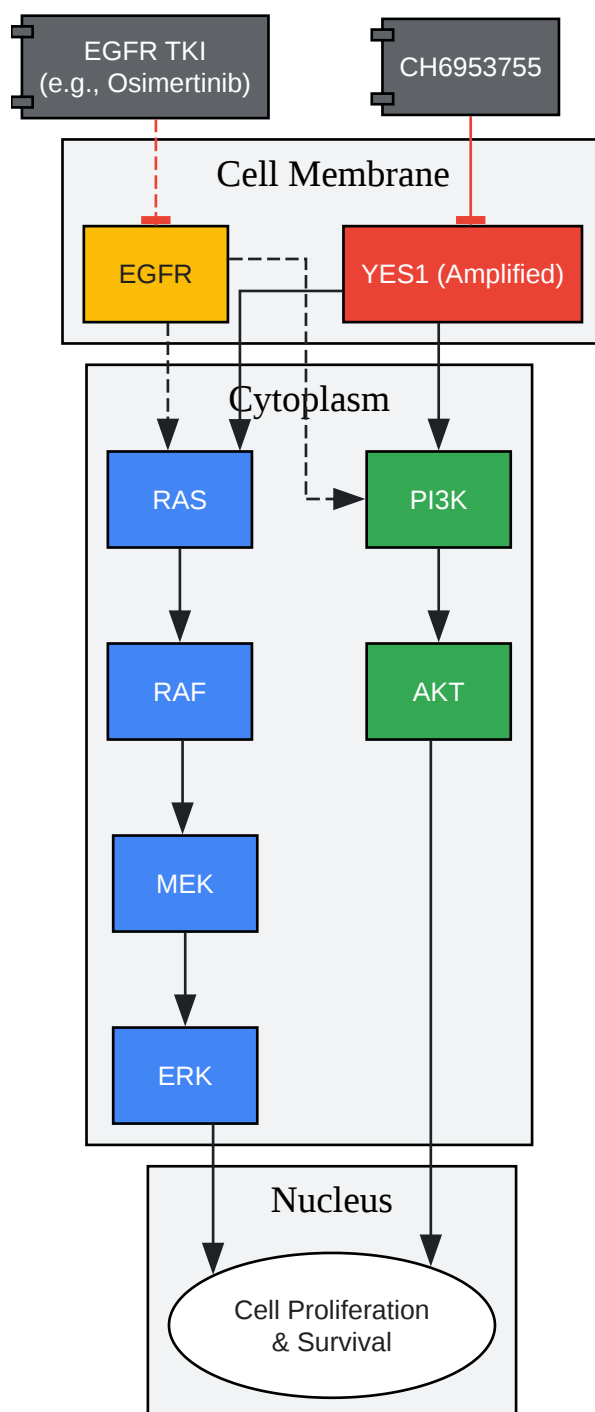 EGFR TKI
(e.g., Osimertinib)
CH6953755
Cell Membrane
EGFR
YES1 (Amplified)
Cytoplasm
RAS
PI3K
RAF
AKT
MEK
ERK
Nucleus
Cell Proliferation
& Survival